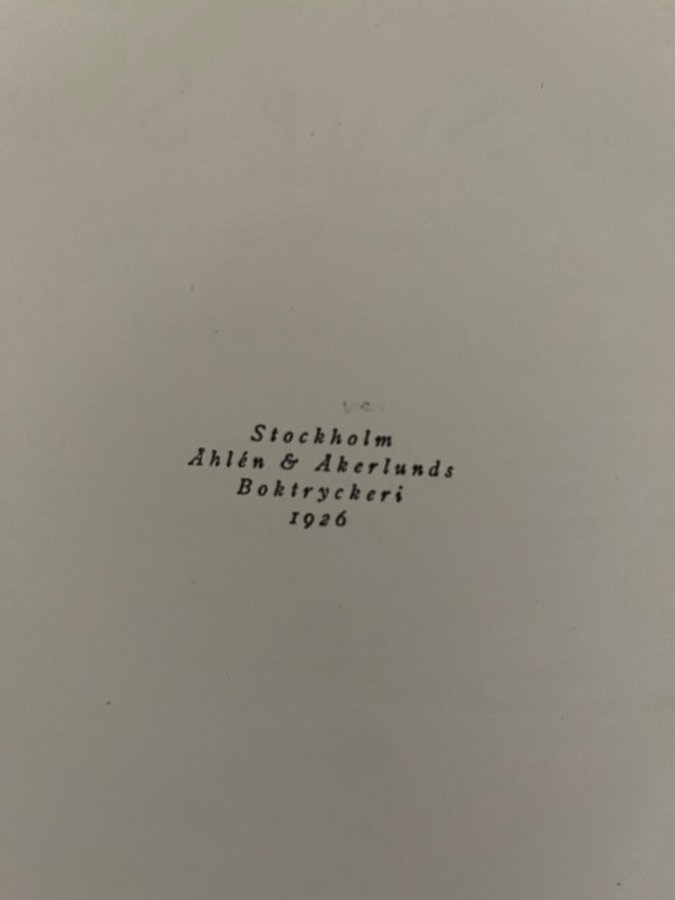 Stockholm
Åhlén & Åkerlunds
Boktryckeri
1926